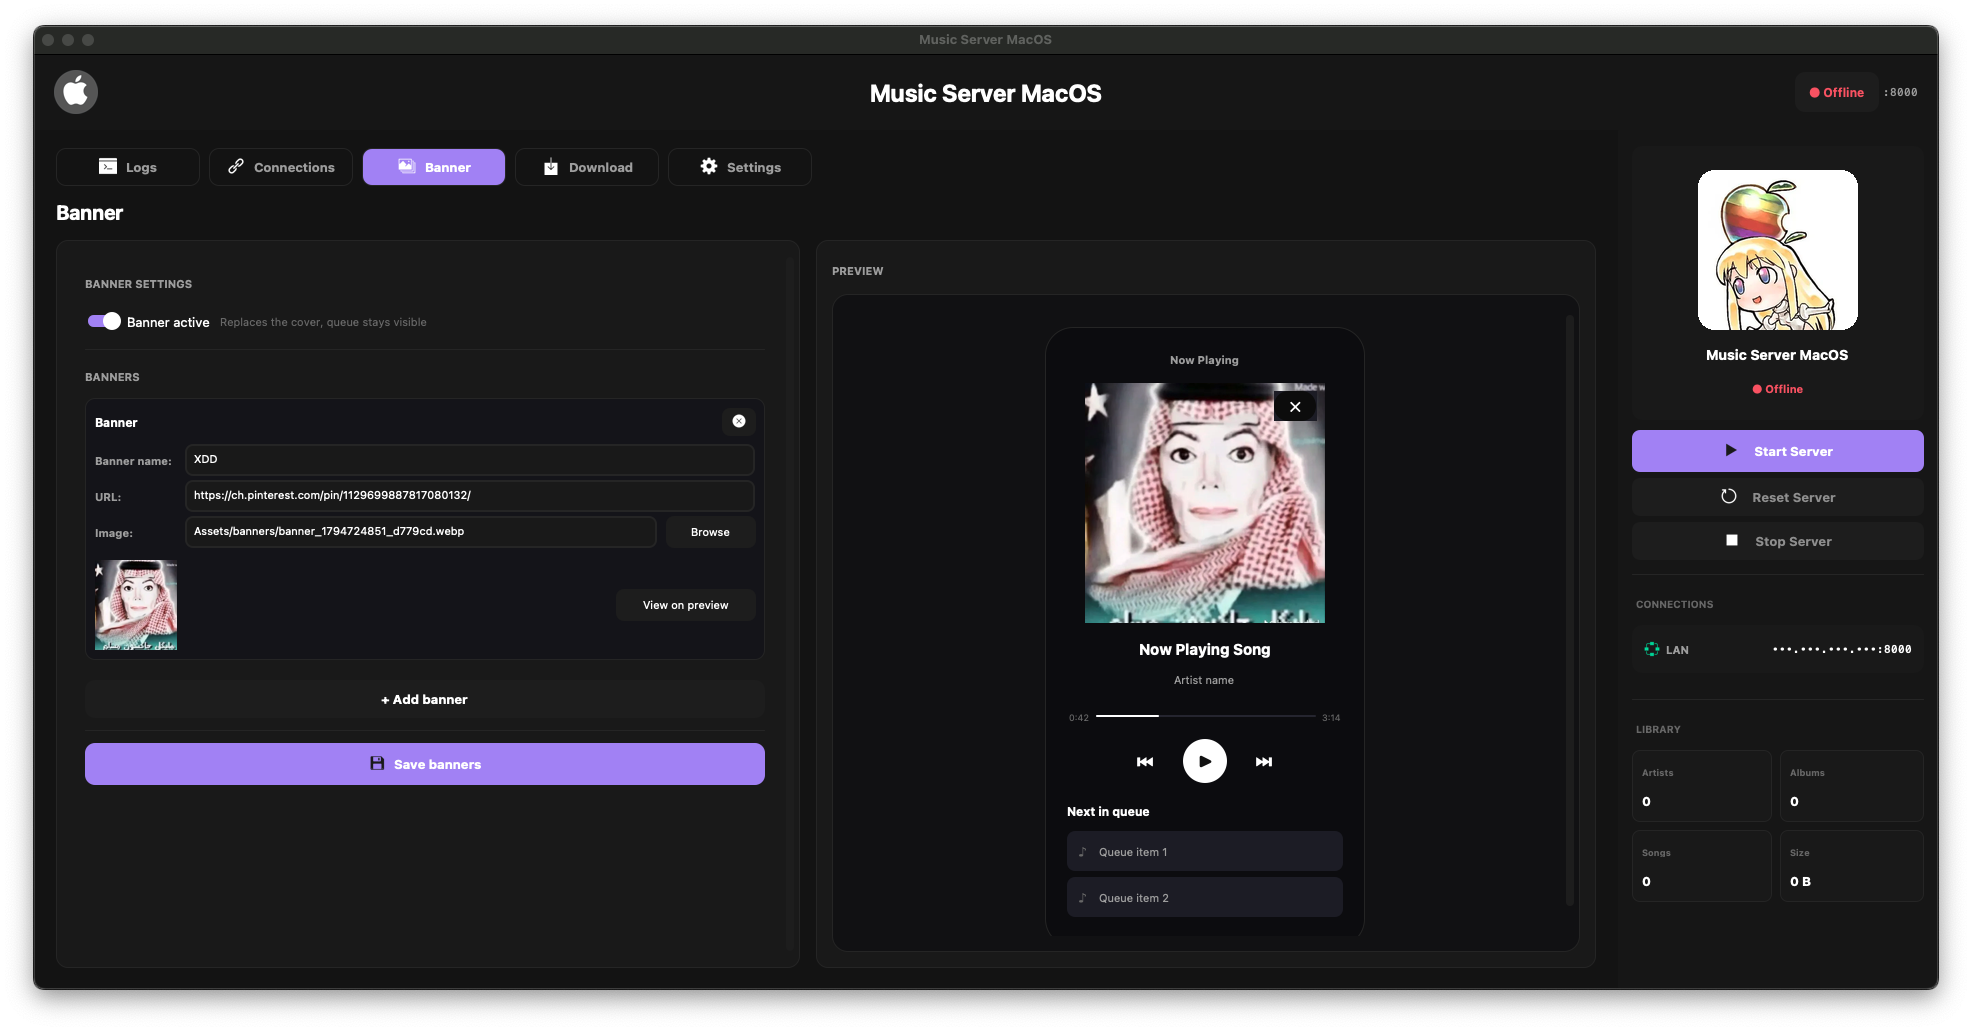 Music Server MacOS
Music Server MacOS
Offline :8000
Logs
Connections
Banner
Download
Settings
Banner
BANNER SETTINGS
Banner active Replaces the cover, queue stays visible
BANNERS
Banner
Banner name: XDD
URL: https://ch.pinterest.com/pin/1129699887817080132/
Image: Assets/banners/banner_1794724851_d779cd.webp Browse
View on preview
+ Add banner
Save banners
PREVIEW
Now Playing
Made w
Now Playing Song
Artist name
0:42 3:14
Next in queue
Queue item 1
Queue item 2
Music Server MacOS
Offline
Start Server
Reset Server
Stop Server
CONNECTIONS
LAN •••.•••.•••.•••:8000
LIBRARY
Artists
0
Albums
0
Songs
0
Size
0 B